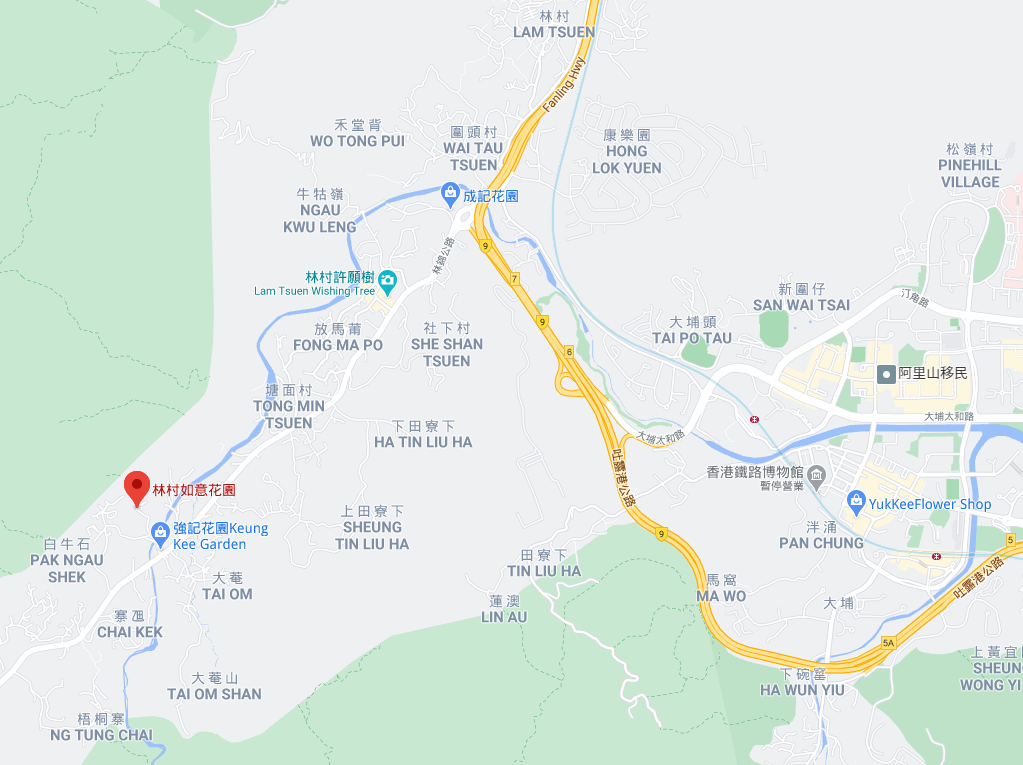 林村
LAM TSUEN
Fanling Hwy
禾堂背
WO TONG PUI
圍頭村
WAI TAU
TSUEN
康樂園
HONG
LOK YUEN
松嶺村
PINEHILL
VILLAGE
牛牯嶺
NGAU
KWU LENG
成記花園
林錦公路
9
7
林村許願樹
Lam Tsuen Wishing Tree
新圍仔
SAN WAI TSAI
汀角路
放馬莆
FONG MA PO
社下村
SHE SHAN
TSUEN
9
大埔頭
TAI PO TAU
6
阿里山移民
塘面村
TONG MIN
TSUEN
大埔太和路
下田寮下
HA TIN LIU HA
大埔太和路
吐露港公路
香港鐵路博物館
暫停營業
林村如意花園
YukKeeFlower Shop
強記花園Keung
Kee Garden
上田寮下
SHEUNG
TIN LIU HA
泮涌
PAN CHUNG
9
5
白牛石
PAK NGAU
SHEK
田寮下
TIN LIU HA
吐露港公路
大菴
TAI OM
馬窩
MA WO
蓮澳
LIN AU
大埔
寨乪
CHAI KEK
5A
上黃宜
SHEUN
WONG YI
大菴山
TAI OM SHAN
下碗窰
HA WUN YIU
梧桐寨
NG TUNG CHAI